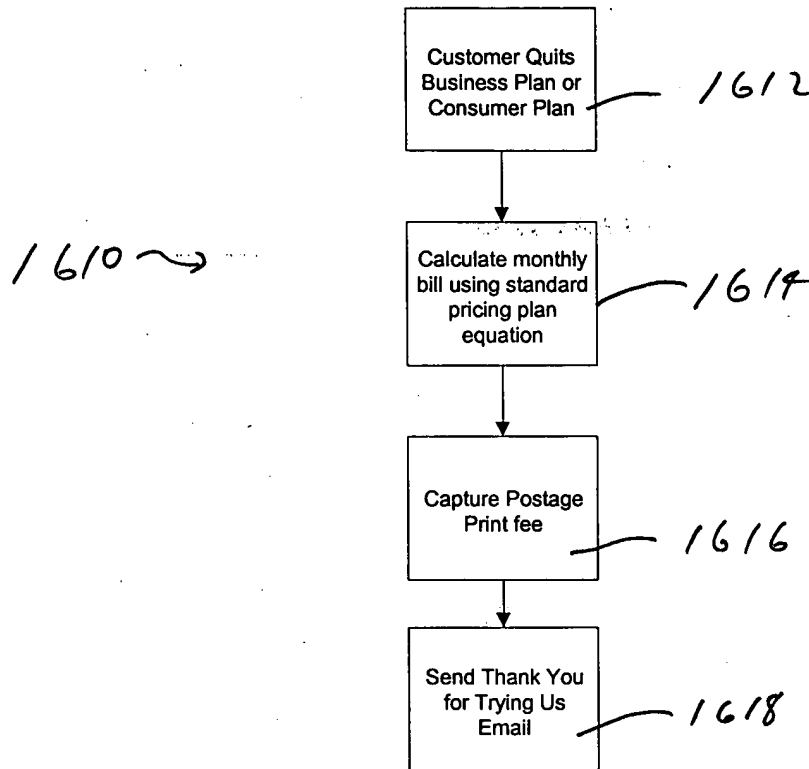 Customer Quits
Business Plan or
Consumer Plan
1612
1610
Calculate monthly
bill using standard
pricing plan
equation
1614
Capture Postage
Print fee
1616
Send Thank You
for Trying Us
Email
1618